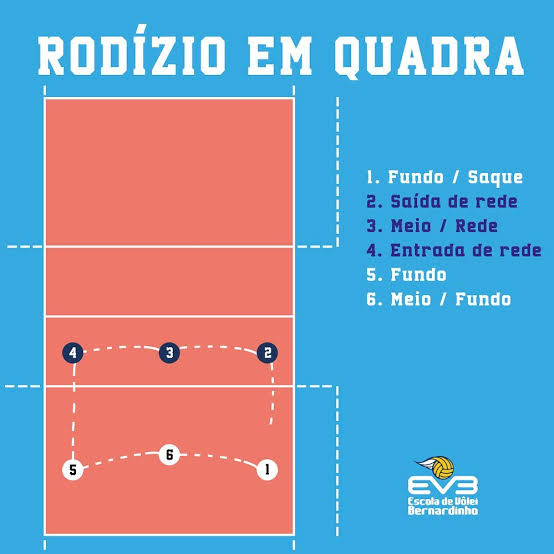 RODÍZIO EM QUADRA
1. Fundo / Saque
2. Saída de rede
3. Meio / Rede
4. Entrada de rede
5. Fundo
6. Meio / Fundo
4 3 2
5 6 1
EVB
Escola de Vôlei
Bernardinho